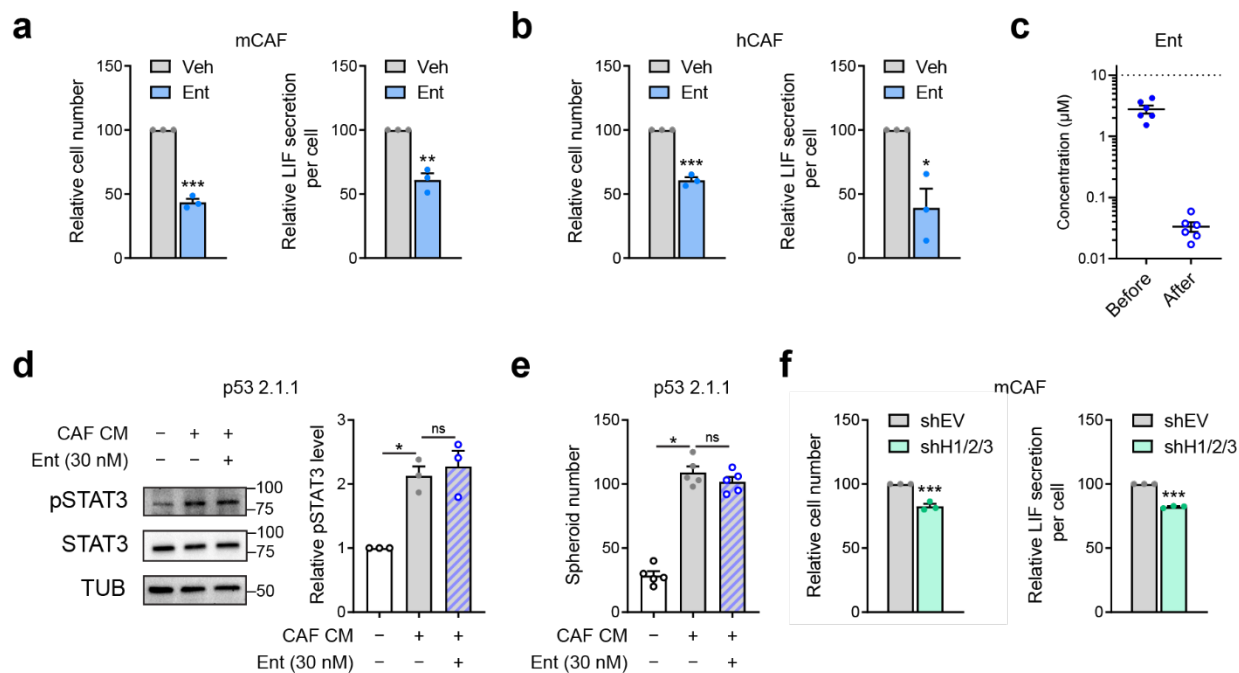 a
mCAF
Veh
Ent
Relative cell number
150
100
50
0
***
Veh
Ent
Relative LIF secretion
per cell
150
100
50
0
**
b
hCAF
Veh
Ent
Relative cell number
150
100
50
0
***
Veh
Ent
Relative LIF secretion
per cell
150
100
50
0
*
c
Ent
Concentration (µM)
10
1
0.1
0.01
Before
After
d
p53 2.1.1
CAF CM – + +
Ent (30 nM) – – +
pSTAT3
100
75
STAT3
100
75
TUB
50
Relative pSTAT3 level
3
2
1
0
*
ns
CAF CM – + +
Ent (30 nM) – – +
e
p53 2.1.1
Spheroid number
150
100
50
0
*
ns
CAF CM – + +
Ent (30 nM) – – +
f
mCAF
shEV
shH1/2/3
Relative cell number
150
100
50
0
***
shEV
shH1/2/3
Relative LIF secretion
per cell
150
100
50
0
***